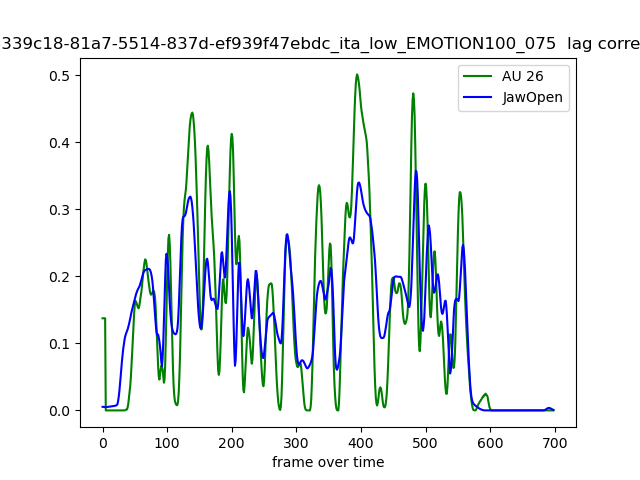 339c18-81a7-5514-837d-ef939f47ebdc_ita_low_EMOTION100_075  lag corre
AU 26
JawOpen
0.5
0.4
0.3
0.2
0.1
0.0
0 100 200 300 400 500 600 700
frame over time